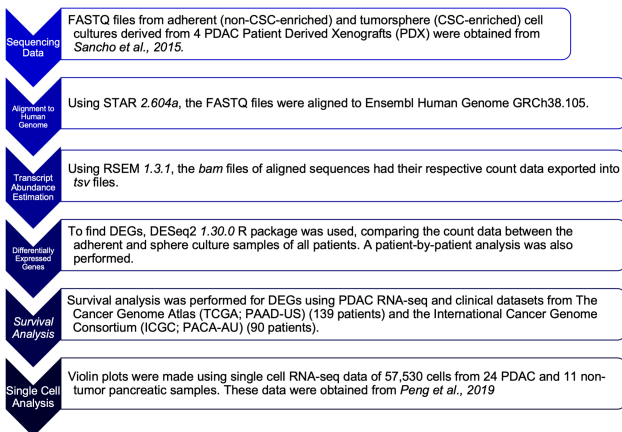 Sequencing
Data
FASTQ files from adherent (non-CSC-enriched) and tumorsphere (CSC-enriched) cell
cultures derived from 4 PDAC Patient Derived Xenografts (PDX) were obtained from
Sancho et al., 2015.
Alignment to
Human
Genome
Using STAR 2.604a, the FASTQ files were aligned to Ensembl Human Genome GRCh38.105.
Transcript
Abundance
Estimation
Using RSEM 1.3.1, the bam files of aligned sequences had their respective count data exported into
tsv files.
Differentially
Expressed
Genes
To find DEGs, DESeq2 1.30.0 R package was used, comparing the count data between the
adherent and sphere culture samples of all patients. A patient-by-patient analysis was also
performed.
Survival
Analysis
Survival analysis was performed for DEGs using PDAC RNA-seq and clinical datasets from The
Cancer Genome Atlas (TCGA; PAAD-US) (139 patients) and the International Cancer Genome
Consortium (ICGC; PACA-AU) (90 patients).
Single Cell
Analysis
Violin plots were made using single cell RNA-seq data of 57,530 cells from 24 PDAC and 11 non-
tumor pancreatic samples. These data were obtained from Peng et al., 2019